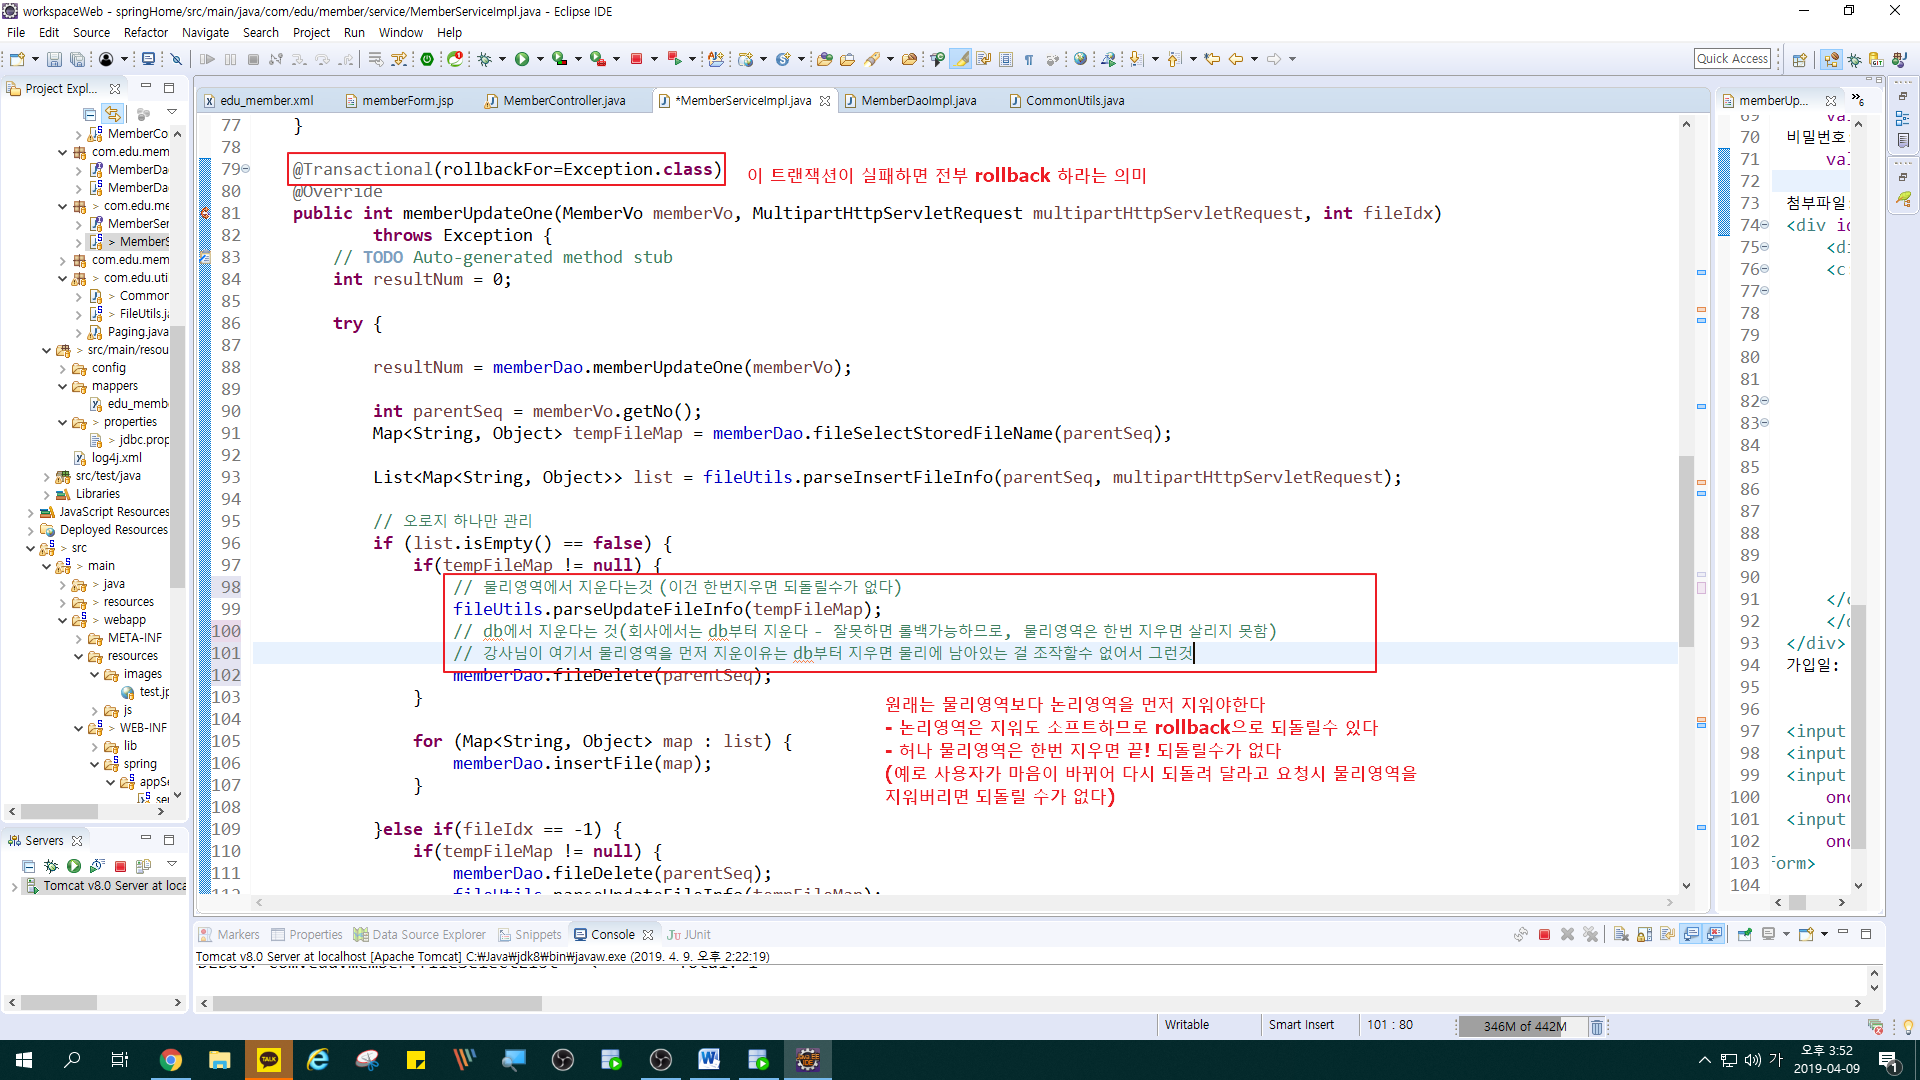 workspaceWeb - springHome/src/main/java/com/edu/member/service/MemberServiceImpl.java - Eclipse IDE
File Edit Source Refactor Navigate Search Project Run Window Help
Quick Access
Project Expl...
MemberCo
com.edu.mem
MemberDa
MemberDa
> com.edu.me
MemberSer
> MemberS
com.edu.mem
> com.edu.uti
> Common
> FileUtils.ja
Paging.java
> src/main/resou
config
mappers
edu_membe
> properties
> jdbc.prop
log4j.xml
src/test/java
Libraries
JavaScript Resources
Deployed Resources
> src
> main
> java
> resources
> webapp
META-INF
resources
images
test.jp
js
> WEB-INF
lib
spring
appSe
Servers
Tomcat v8.0 Server at loca
edu_member.xml
memberForm.jsp
MemberController.java
*MemberServiceImpl.java
MemberDaoImpl.java
CommonUtils.java
77 }
78
79 @Transactional(rollbackFor=Exception.class)
이 트랜잭션이 실패하면 전부 rollback 하라는 의미
80 @Override
81 public int memberUpdateOne(MemberVo memberVo, MultipartHttpServletRequest multipartHttpServletRequest, int fileIdx)
82 throws Exception {
83 // TODO Auto-generated method stub
84 int resultNum = 0;
85
86 try {
87
88 resultNum = memberDao.memberUpdateOne(memberVo);
89
90 int parentSeq = memberVo.getNo();
91 Map<String, Object> tempFileMap = memberDao.fileSelectStoredFileName(parentSeq);
92
93 List<Map<String, Object>> list = fileUtils.parseInsertFileInfo(parentSeq, multipartHttpServletRequest);
94
95 // 오로지 하나만 관리
96 if (list.isEmpty() == false) {
97 if(tempFileMap != null) {
98 // 물리영역에서 지운다는것 (이건 한번지우면 되돌릴수가 없다)
99 fileUtils.parseUpdateFileInfo(tempFileMap);
100 // db에서 지운다는 것(회사에서는 db부터 지운다 - 잘못하면 롤백가능하므로, 물리영역은 한번 지우면 살리지 못함)
101 // 강사님이 여기서 물리영역을 먼저 지운이유는 db부터 지우면 물리에 남아있는 걸 조작할수 없어서 그런것
102 memberDao.fileDelete(parentSeq);
103 }
104
105 for (Map<String, Object> map : list) {
106 memberDao.insertFile(map);
107 }
108
109 }else if(fileIdx == -1) {
110 if(tempFileMap != null) {
111 memberDao.fileDelete(parentSeq);
112 fileUtils.parseUpdateFileInfo(tempFileMap);
원래는 물리영역보다 논리영역을 먼저 지워야한다
- 논리영역은 지워도 소프트하므로 rollback으로 되돌릴수 있다
- 허나 물리영역은 한번 지우면 끝! 되돌릴수가 없다
(예로 사용자가 마음이 바뀌어 다시 되돌려 달라고 요청시 물리영역을
지워버리면 되돌릴 수가 없다)
memberUp...
6
69 val
70 비밀번호
71 val
72
73 첨부파일
74 <div id
75 <di
76 <c
77
78
79
80
81
82
83
84
85
86
87
88
89
90
91 </c
92 </d
93 </div>
94 가입일:
95
96
97 <input
98 <input
99 <input
100 onc
101 <input
102 onc
103 form>
104
Markers Properties Data Source Explorer Snippets Console JUnit
Tomcat v8.0 Server at localhost [Apache Tomcat] C:₩Java₩jdk8₩bin₩javaw.exe (2019. 4. 9. 오후 2:22:19)
Writable Smart Insert 101 : 80 346M of 442M
TALK
가
오후 3:52
2019-04-09
1